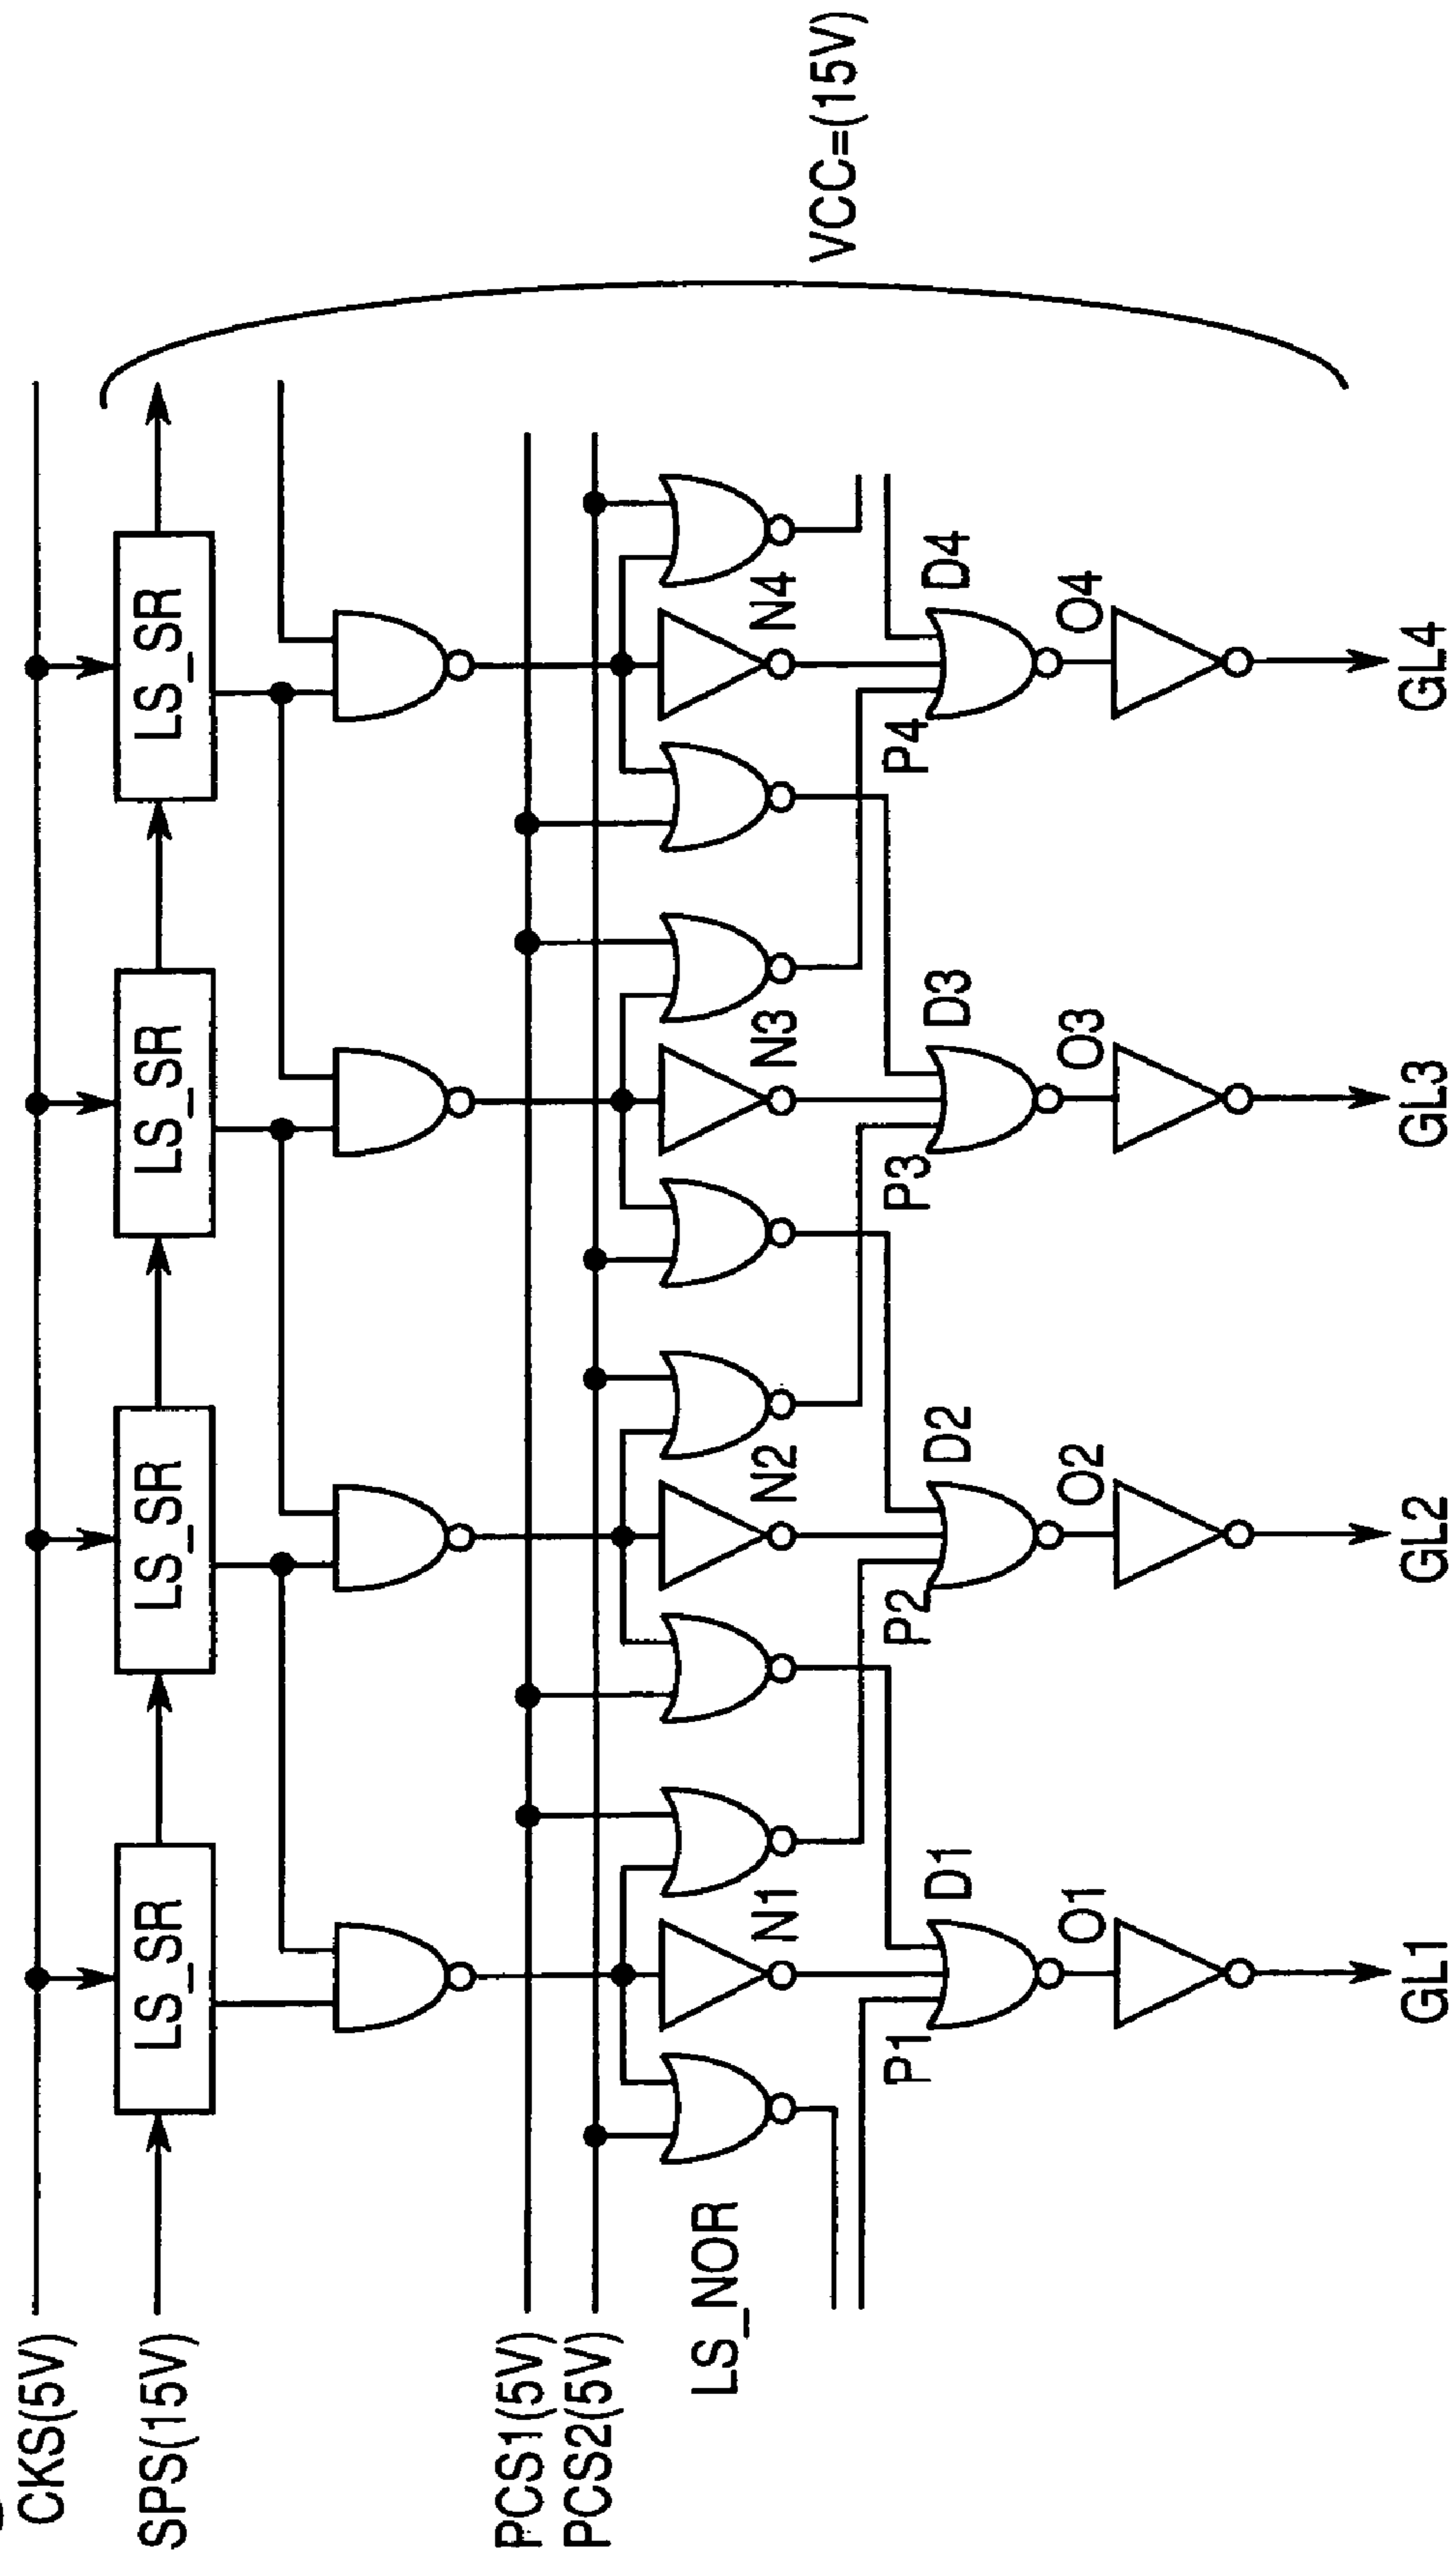 CKS(5V)
SPS(15V)
LS_SR
LS_SR
LS_SR
LS_SR
PCS1(5V)
PCS2(5V)
LS_NOR
N1
N2
N3
N4
P1
D1
P2
D2
P3
D3
P4
D4
O1
O2
O3
O4
GL1
GL2
GL3
GL4
VCC=(15V)